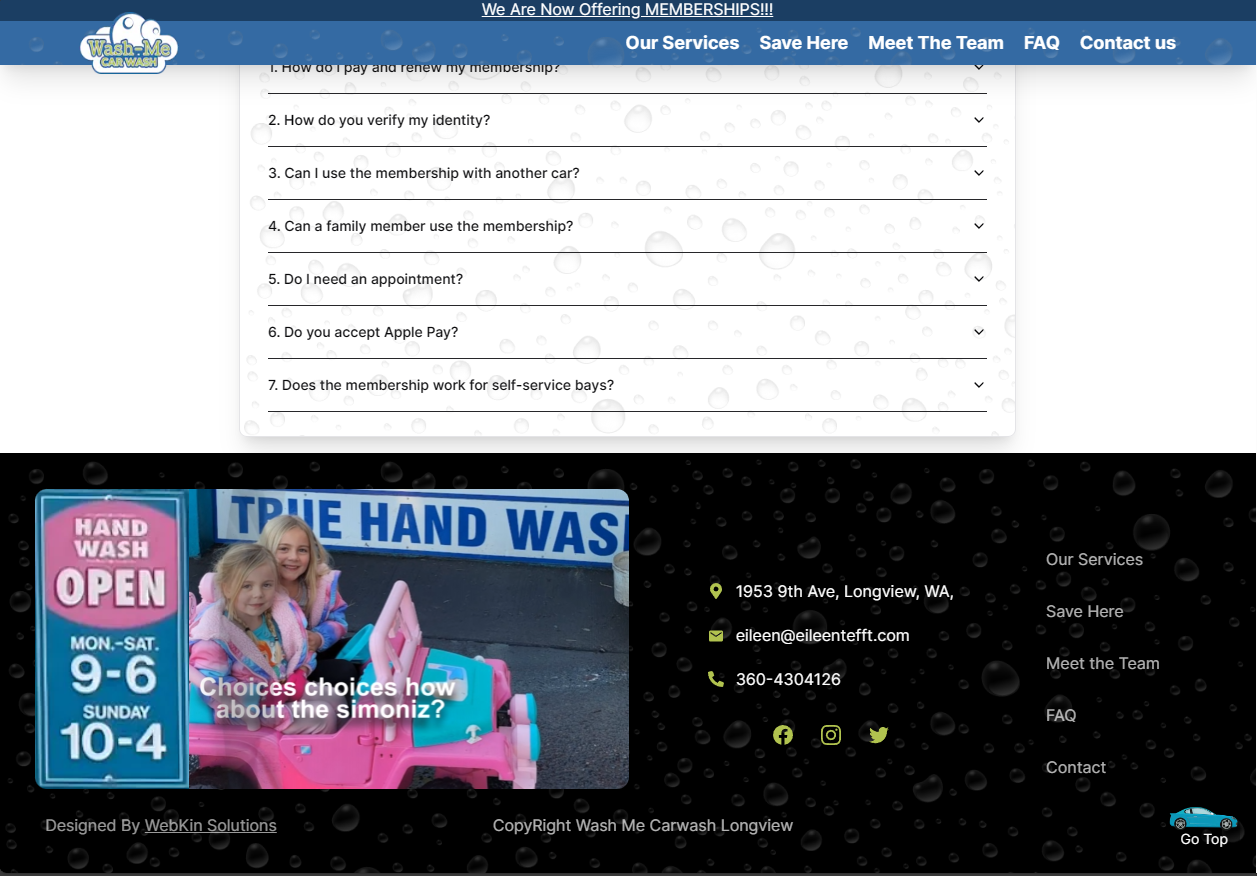 We Are Now Offering MEMBERSHIPS!!!
Wash-Me
CAR WASH
Our Services
Save Here
Meet The Team
FAQ
Contact us
1. How do I pay and renew my membership?
2. How do you verify my identity?
3. Can I use the membership with another car?
4. Can a family member use the membership?
5. Do I need an appointment?
6. Do you accept Apple Pay?
7. Does the membership work for self-service bays?
HAND
WASH
OPEN
MON.-SAT.
9-6
SUNDAY
10-4
TRUE HAND WAS
Choices choices how
about the simoniz?
1953 9th Ave, Longview, WA,
eileen@eileentefft.com
360-4304126
Our Services
Save Here
Meet the Team
FAQ
Contact
Designed By WebKin Solutions
CopyRight Wash Me Carwash Longview
Go Top